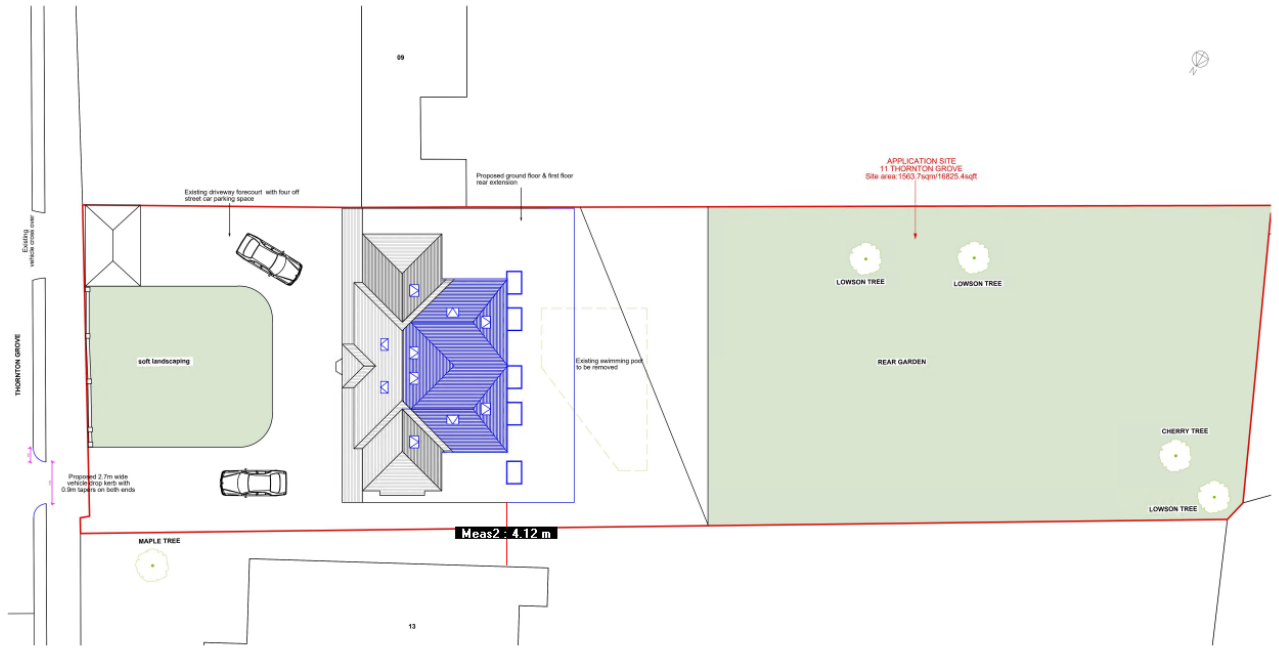 09
N
APPLICATION SITE
11 THORNTON GROVE
Site area:1563.7sqm/16825.4sqft
Proposed ground floor & first floor
rear extension
Existing driveway forecourt with four off
street car parking space
Existing
vehicle cross over
LOWSON TREE
LOWSON TREE
THORNTON GROVE
soft landscaping
Existing swimming pool
to be removed
REAR GARDEN
CHERRY TREE
Proposed 2.7m wide
vehicle drop kerb with
0.9m tapers on both ends
LOWSON TREE
Meas2 : 4.12 m
MAPLE TREE
13